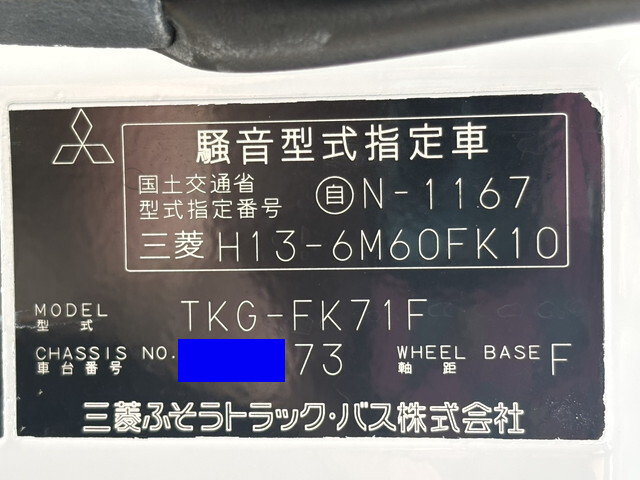 騒音型式指定車
国土交通省
型式指定番号 自 N-1167
三菱 H13-6M60FK10
MODEL
型式 TKG-FK71F
CHASSIS NO. 73 WHEEL BASE F
車台番号 軸距
三菱ふそうトラック・バス株式会社